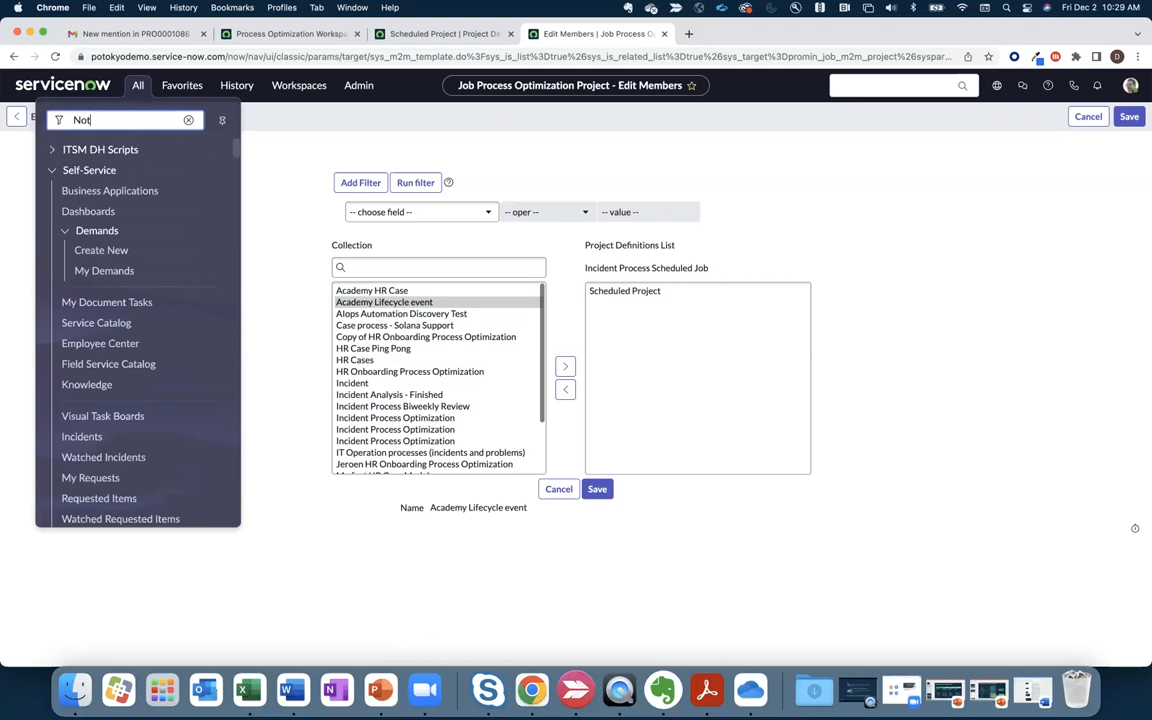 Chrome File Edit View History Bookmarks Profiles Tab Window Help Fri Dec 2 10:29 AM
New mention in PRO0001086 Process Optimization Workspa Scheduled Project | Project De Edit Members | Job Process O
potokyodemo.service-now.com/now/nav/ui/classic/params/target/sys_m2m_template.do%3Fsys_is_list%3Dtrue%26sys_is_related_list%3Dtrue%26sys_target%3Dpromin_job_m2m_project%26syspar...
servicenow All Favorites History Workspaces Admin Job Process Optimization Project - Edit Members
Cancel Save
Not
ITSM DH Scripts
Self-Service
Business Applications
Dashboards
Demands
Create New
My Demands
My Document Tasks
Service Catalog
Employee Center
Field Service Catalog
Knowledge
Visual Task Boards
Incidents
Watched Incidents
My Requests
Requested Items
Watched Requested Items
Add Filter Run filter
-- choose field -- -- oper -- -- value --
Collection
Academy HR Case
Academy Lifecycle event
AIops Automation Discovery Test
Case process - Solana Support
Copy of HR Onboarding Process Optimization
HR Case Ping Pong
HR Cases
HR Onboarding Process Optimization
Incident
Incident Analysis - Finished
Incident Process Biweekly Review
Incident Process Optimization
Incident Process Optimization
Incident Process Optimization
IT Operation processes (incidents and problems)
Jeroen HR Onboarding Process Optimization
Project Definitions List
Incident Process Scheduled Job
Scheduled Project
Cancel Save
Name Academy Lifecycle event